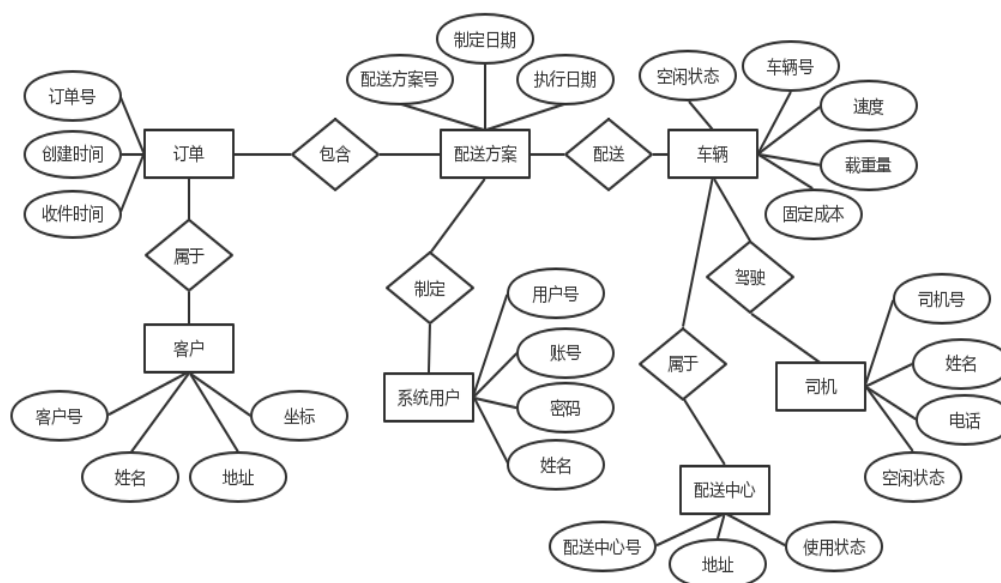 制定日期
配送方案号
执行日期
空闲状态
车辆号
速度
载重量
固定成本
订单号
创建时间
收件时间
订单
包含
配送方案
配送
车辆
属于
制定
驾驶
客户
客户号
姓名
地址
坐标
系统用户
用户号
账号
密码
姓名
属于
司机
司机号
姓名
电话
空闲状态
配送中心
配送中心号
地址
使用状态